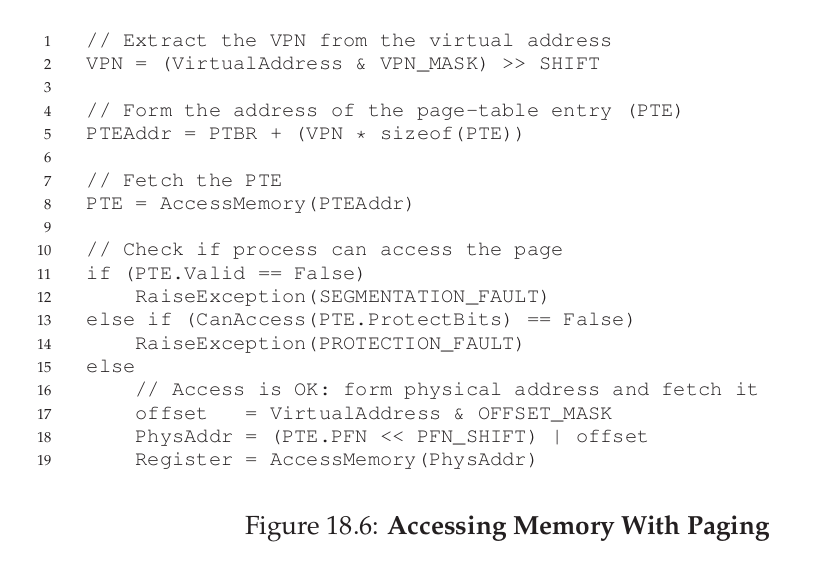 1 // Extract the VPN from the virtual address
2 VPN = (VirtualAddress & VPN_MASK) >> SHIFT
3
4 // Form the address of the page-table entry (PTE)
5 PTEAddr = PTBR + (VPN * sizeof(PTE))
6
7 // Fetch the PTE
8 PTE = AccessMemory(PTEAddr)
9
10 // Check if process can access the page
11 if (PTE.Valid == False)
12     RaiseException(SEGMENTATION_FAULT)
13 else if (CanAccess(PTE.ProtectBits) == False)
14     RaiseException(PROTECTION_FAULT)
15 else
16     // Access is OK: form physical address and fetch it
17     offset   = VirtualAddress & OFFSET_MASK
18     PhysAddr = (PTE.PFN << PFN_SHIFT) | offset
19     Register = AccessMemory(PhysAddr)
Figure 18.6: Accessing Memory With Paging